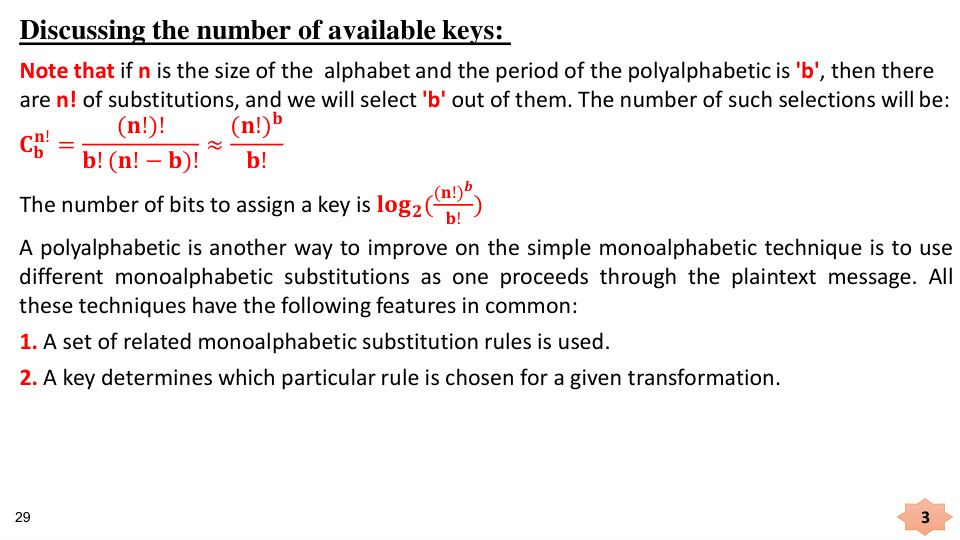 Discussing the number of available keys:
Note that if n is the size of the alphabet and the period of the polyalphabetic is 'b', then there
are n! of substitutions, and we will select 'b' out of them. The number of such selections will be:
C_b^{n!} = (n!)! / (b! (n! − b)!) ≈ (n!)^b / b!
The number of bits to assign a key is log₂((n!)^b / b!)
A polyalphabetic is another way to improve on the simple monoalphabetic technique is to use
different monoalphabetic substitutions as one proceeds through the plaintext message. All
these techniques have the following features in common:
1. A set of related monoalphabetic substitution rules is used.
2. A key determines which particular rule is chosen for a given transformation.
29
3